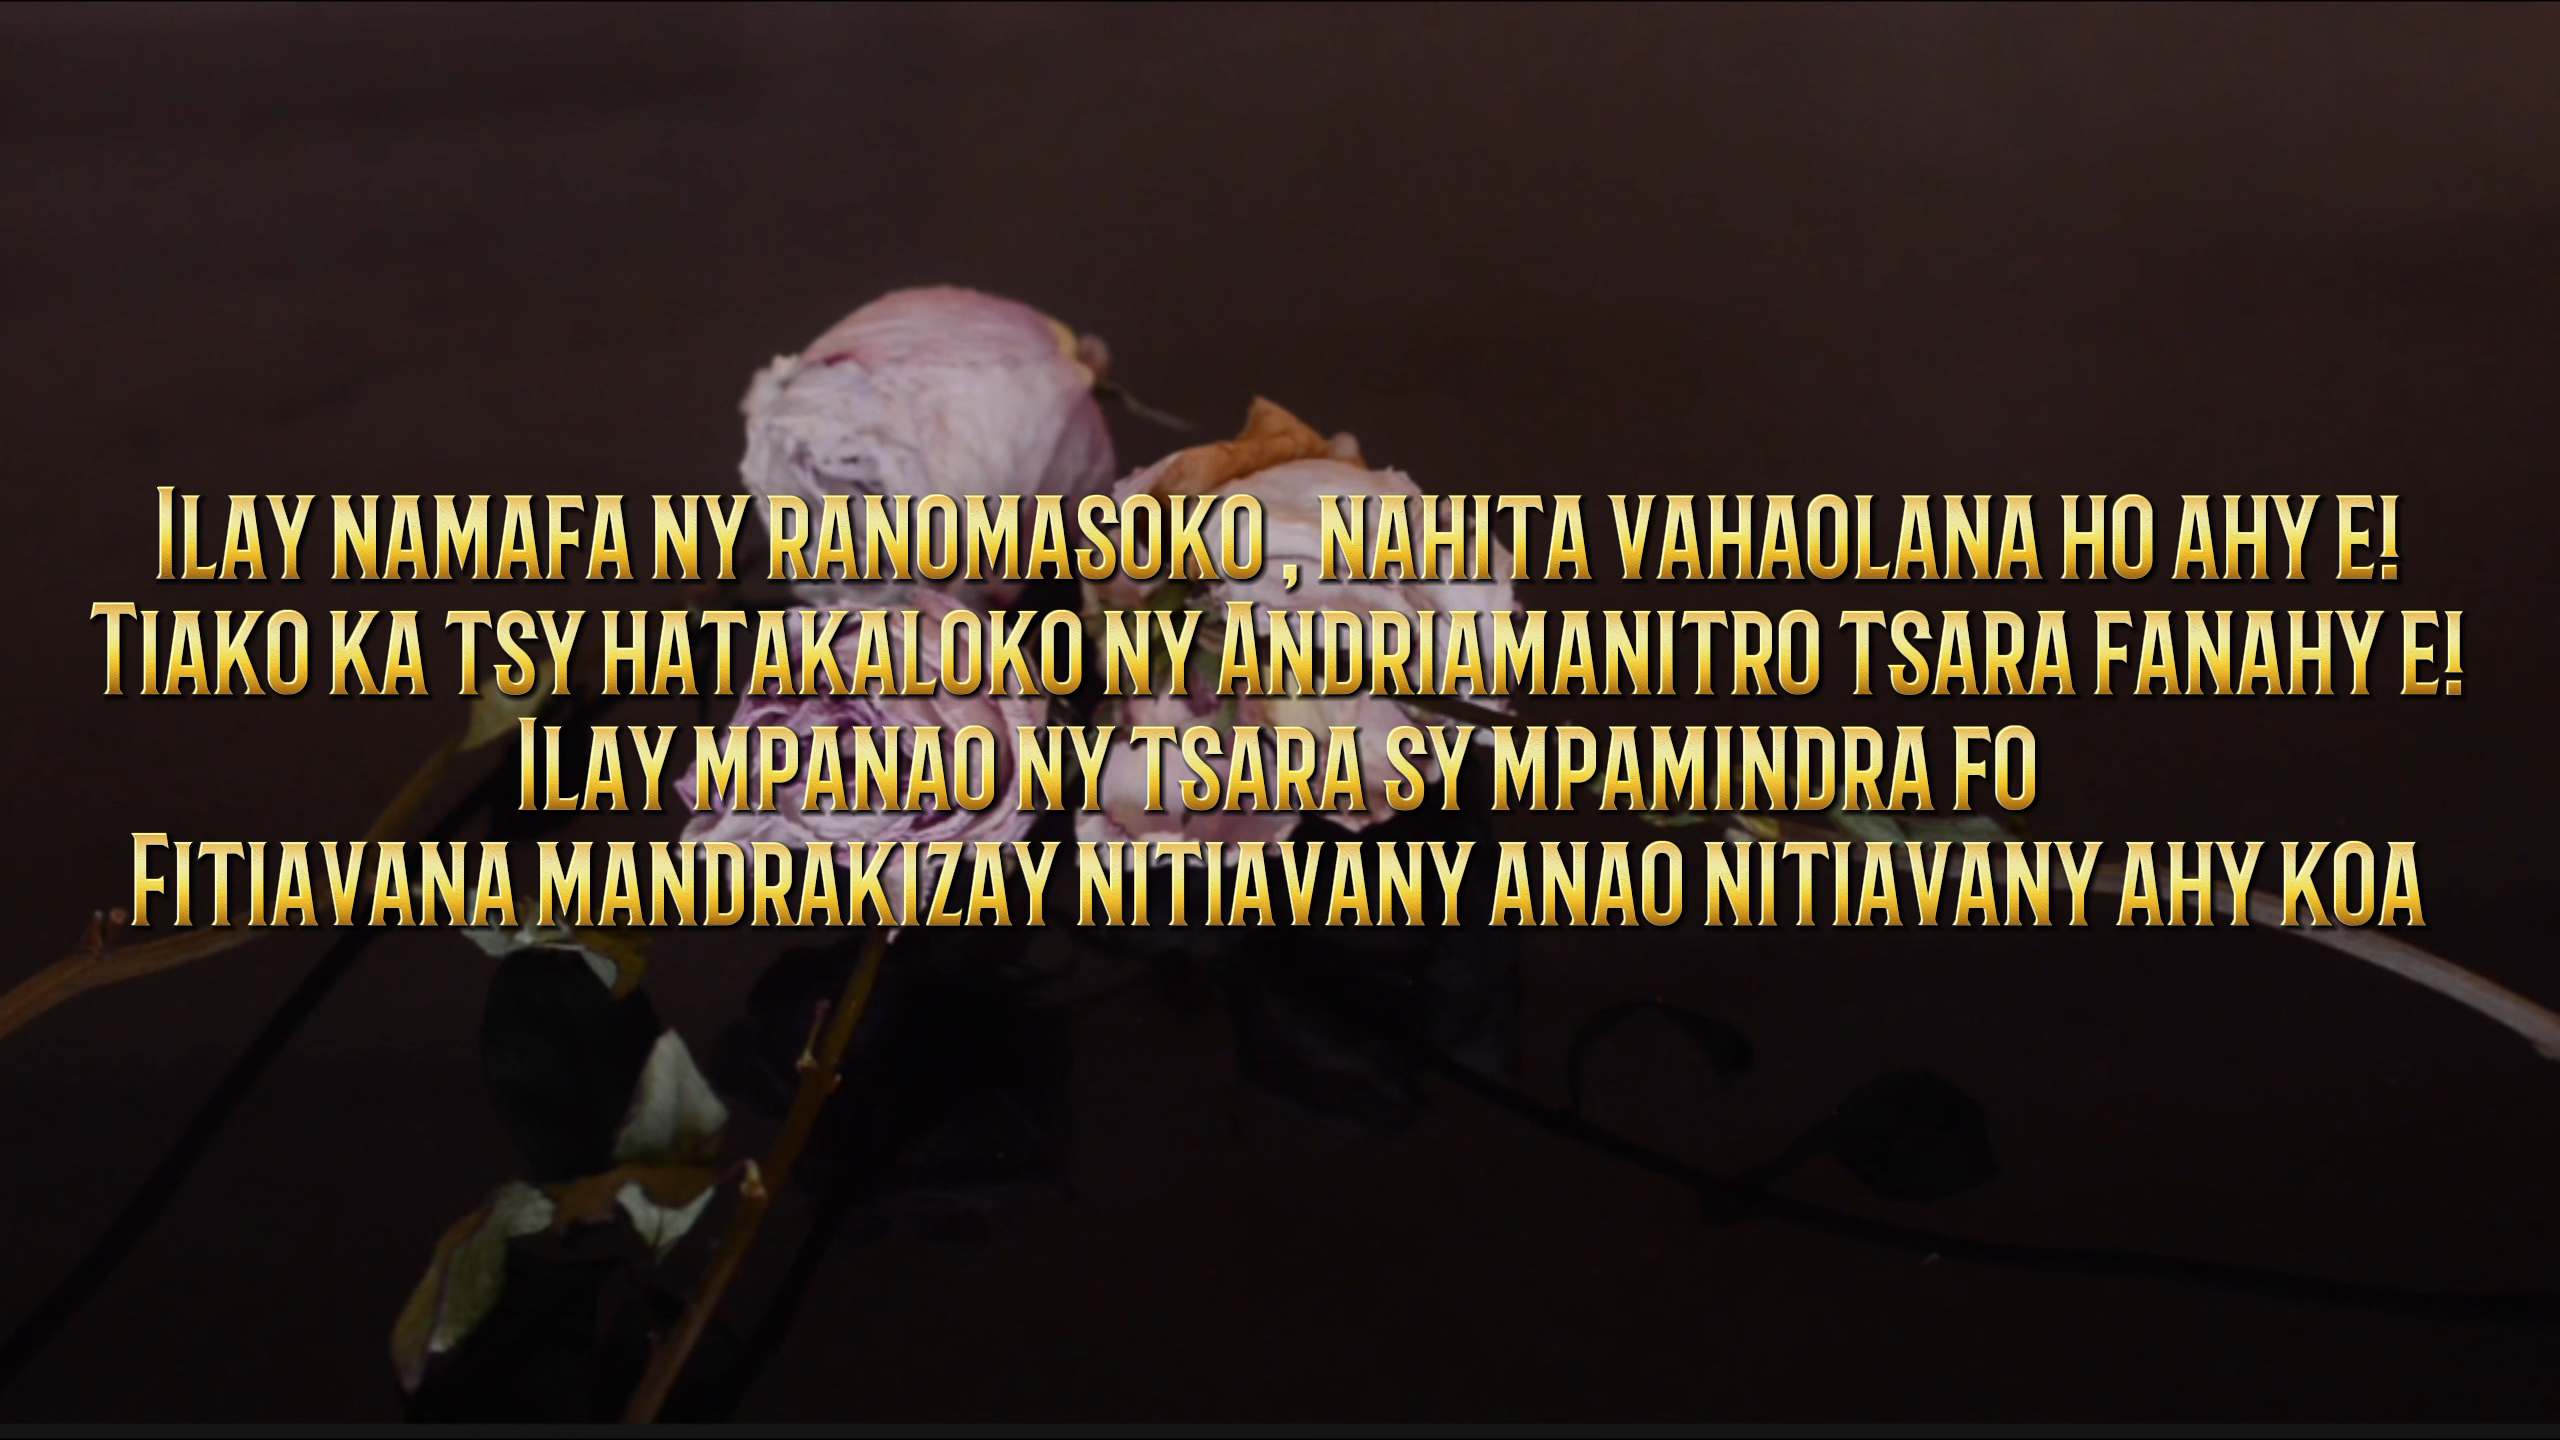 Ilay namafa ny ranomasoko , nahita vahaolana ho ahy e!
Tiako ka tsy hatakaloko ny Andriamanitro tsara fanahy e!
Ilay mpanao ny tsara sy mpamindra fo
Fitiavana mandrakizay nitiavany anao nitiavany ahy koa